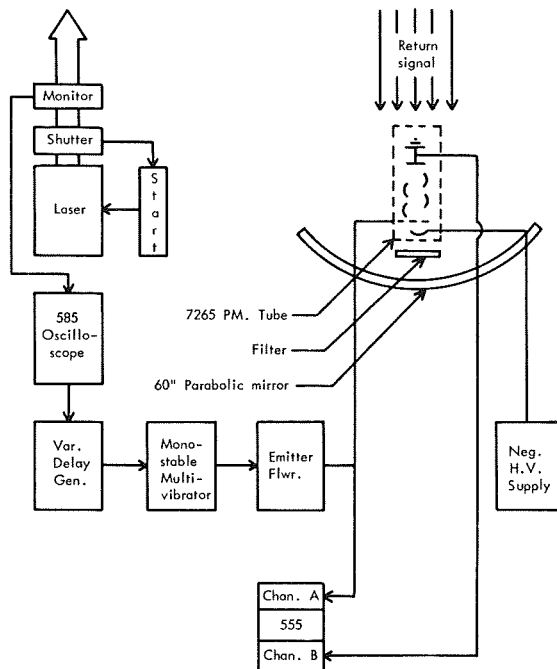 Return
signal
Monitor
Shutter
Laser
S
t
a
r
t
7265 PM. Tube
Filter
60" Parabolic mirror
585
Oscillo-
scope
Var.
Delay
Gen.
Mono-
stable
Multi-
vibrator
Emitter
Flwr.
Neg.
H.V.
Supply
Chan. A
555
Chan. B